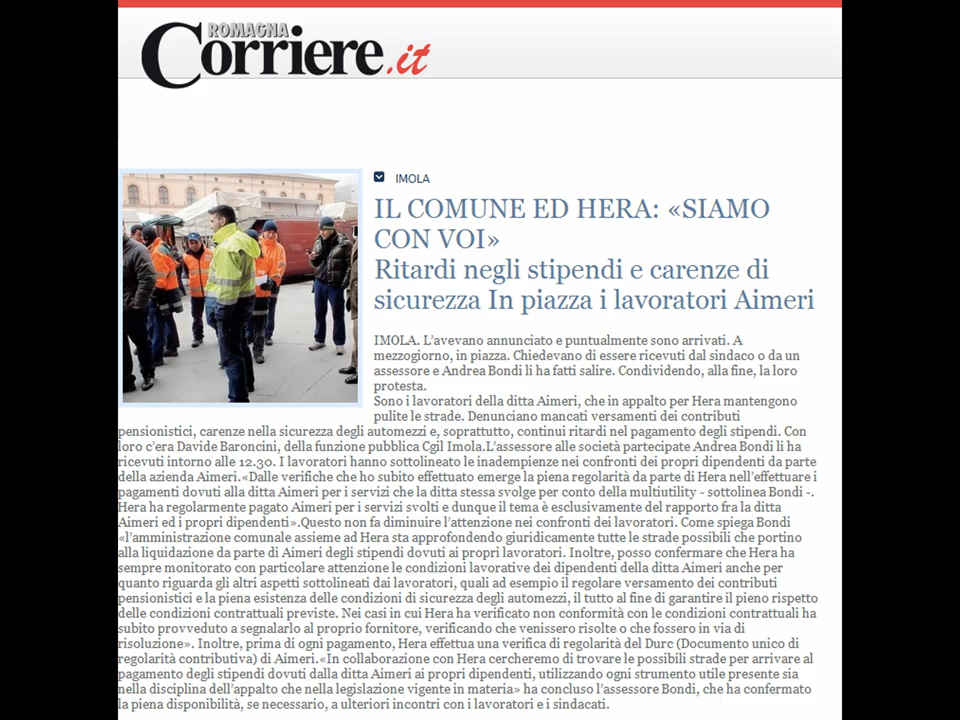 ROMAGNA
Corriere.it
IMOLA
IL COMUNE ED HERA: «SIAMO
CON VOI»
Ritardi negli stipendi e carenze di
sicurezza In piazza i lavoratori Aimeri
IMOLA. L’avevano annunciato e puntualmente sono arrivati. A
mezzogiorno, in piazza. Chiedevano di essere ricevuti dal sindaco o da un
assessore e Andrea Bondi li ha fatti salire. Condividendo, alla fine, la loro
protesta.
Sono i lavoratori della ditta Aimeri, che in appalto per Hera mantengono
pulite le strade. Denunciano mancati versamenti dei contributi
pensionistici, carenze nella sicurezza degli automezzi e, soprattutto, continui ritardi nel pagamento degli stipendi. Con
loro c’era Davide Baroncini, della funzione pubblica Cgil Imola.L’assessore alle società partecipate Andrea Bondi li ha
ricevuti intorno alle 12.30. I lavoratori hanno sottolineato le inadempienze nei confronti dei propri dipendenti da parte
della azienda Aimeri.«Dalle verifiche che ho subito effettuato emerge la piena regolarità da parte di Hera nell’effettuare i
pagamenti dovuti alla ditta Aimeri per i servizi che la ditta stessa svolge per conto della multiutility - sottolinea Bondi -.
Hera ha regolarmente pagato Aimeri per i servizi svolti e dunque il tema è esclusivamente del rapporto fra la ditta
Aimeri ed i propri dipendenti».Questo non fa diminuire l’attenzione nei confronti dei lavoratori. Come spiega Bondi
«l’amministrazione comunale assieme ad Hera sta approfondendo giuridicamente tutte le strade possibili che portino
alla liquidazione da parte di Aimeri degli stipendi dovuti ai propri lavoratori. Inoltre, posso confermare che Hera ha
sempre monitorato con particolare attenzione le condizioni lavorative dei dipendenti della ditta Aimeri anche per
quanto riguarda gli altri aspetti sottolineati dai lavoratori, quali ad esempio il regolare versamento dei contributi
pensionistici e la piena esistenza delle condizioni di sicurezza degli automezzi, il tutto al fine di garantire il pieno rispetto
delle condizioni contrattuali previste. Nei casi in cui Hera ha verificato non conformità con le condizioni contrattuali ha
subito provveduto a segnalarlo al proprio fornitore, verificando che venissero risolte o che fossero in via di
risoluzione». Inoltre, prima di ogni pagamento, Hera effettua una verifica di regolarità del Durc (Documento unico di
regolarità contributiva) di Aimeri.«In collaborazione con Hera cercheremo di trovare le possibili strade per arrivare al
pagamento degli stipendi dovuti dalla ditta Aimeri ai propri dipendenti, utilizzando ogni strumento utile presente sia
nella disciplina dell’appalto che nella legislazione vigente in materia» ha concluso l’assessore Bondi, che ha confermato
la piena disponibilità, se necessario, a ulteriori incontri con i lavoratori e i sindacati.